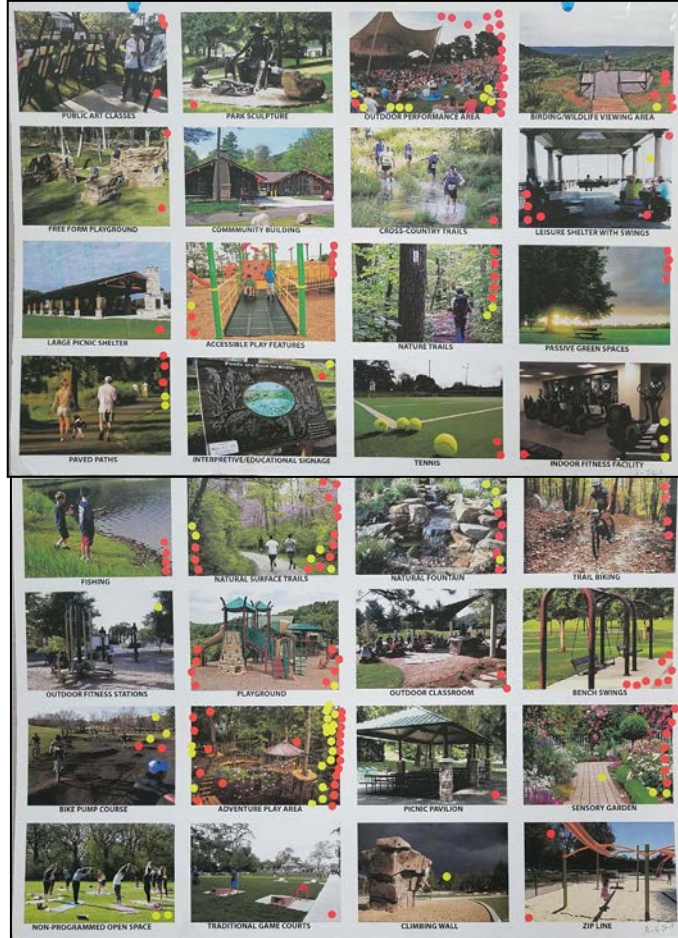 PUBLIC ART CLASSES
PARK SCULPTURE
OUTDOOR PERFORMANCE AREA
BIRDING/WILDLIFE VIEWING AREA
FREE FORM PLAYGROUND
COMMMUNITY BUILDING
CROSS-COUNTRY TRAILS
LEISURE SHELTER WITH SWINGS
LARGE PICNIC SHELTER
ACCESSIBLE PLAY FEATURES
NATURE TRAILS
PASSIVE GREEN SPACES
PAVED PATHS
INTERPRETIVE/EDUCATIONAL SIGNAGE
TENNIS
INDOOR FITNESS FACILITY
FISHING
NATURAL SURFACE TRAILS
NATURAL FOUNTAIN
TRAIL BIKING
OUTDOOR FITNESS STATIONS
PLAYGROUND
OUTDOOR CLASSROOM
BENCH SWINGS
BIKE PUMP COURSE
ADVENTURE PLAY AREA
PICNIC PAVILION
SENSORY GARDEN
NON-PROGRAMMED OPEN SPACE
TRADITIONAL GAME COURTS
CLIMBING WALL
ZIP LINE